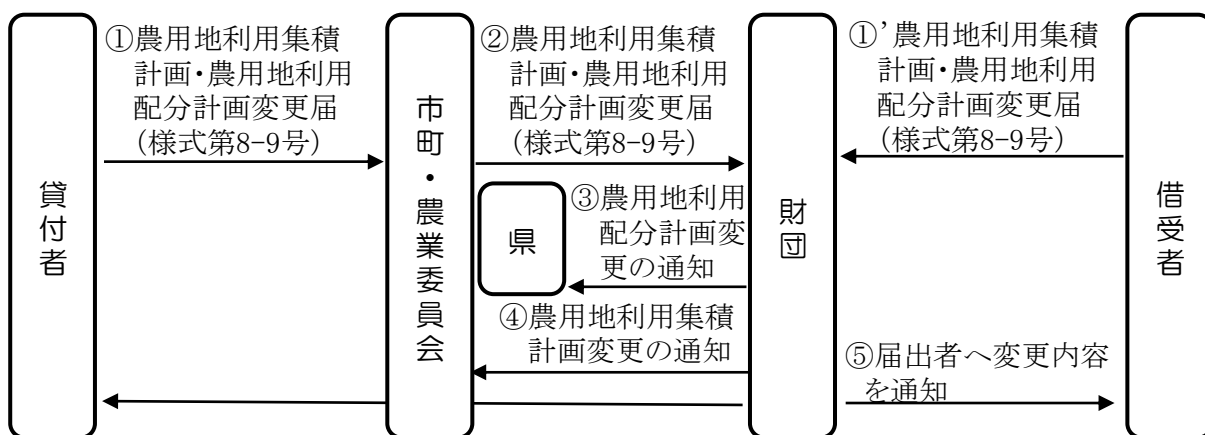 貸付者
①農用地利用集積
計画・農用地利用
配分計画変更届
(様式第8-9号)
市町・農業委員会
②農用地利用集積
計画・農用地利用
配分計画変更届
(様式第8-9号)
県
③農用地利用
配分計画変
更の通知
④農用地利用集積
計画変更の通知
財団
①’農用地利用集積
計画・農用地利用
配分計画変更届
(様式第8-9号)
⑤届出者へ変更内容
を通知
借受者